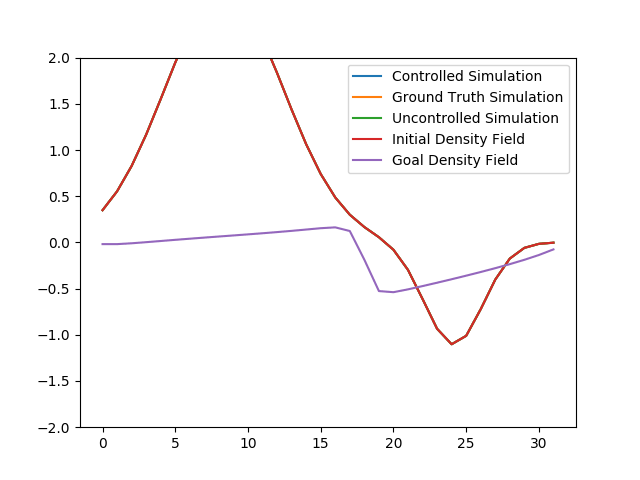 2.0
1.5
1.0
0.5
0.0
−0.5
−1.0
−1.5
−2.0
0 5 10 15 20 25 30
Controlled Simulation
Ground Truth Simulation
Uncontrolled Simulation
Initial Density Field
Goal Density Field